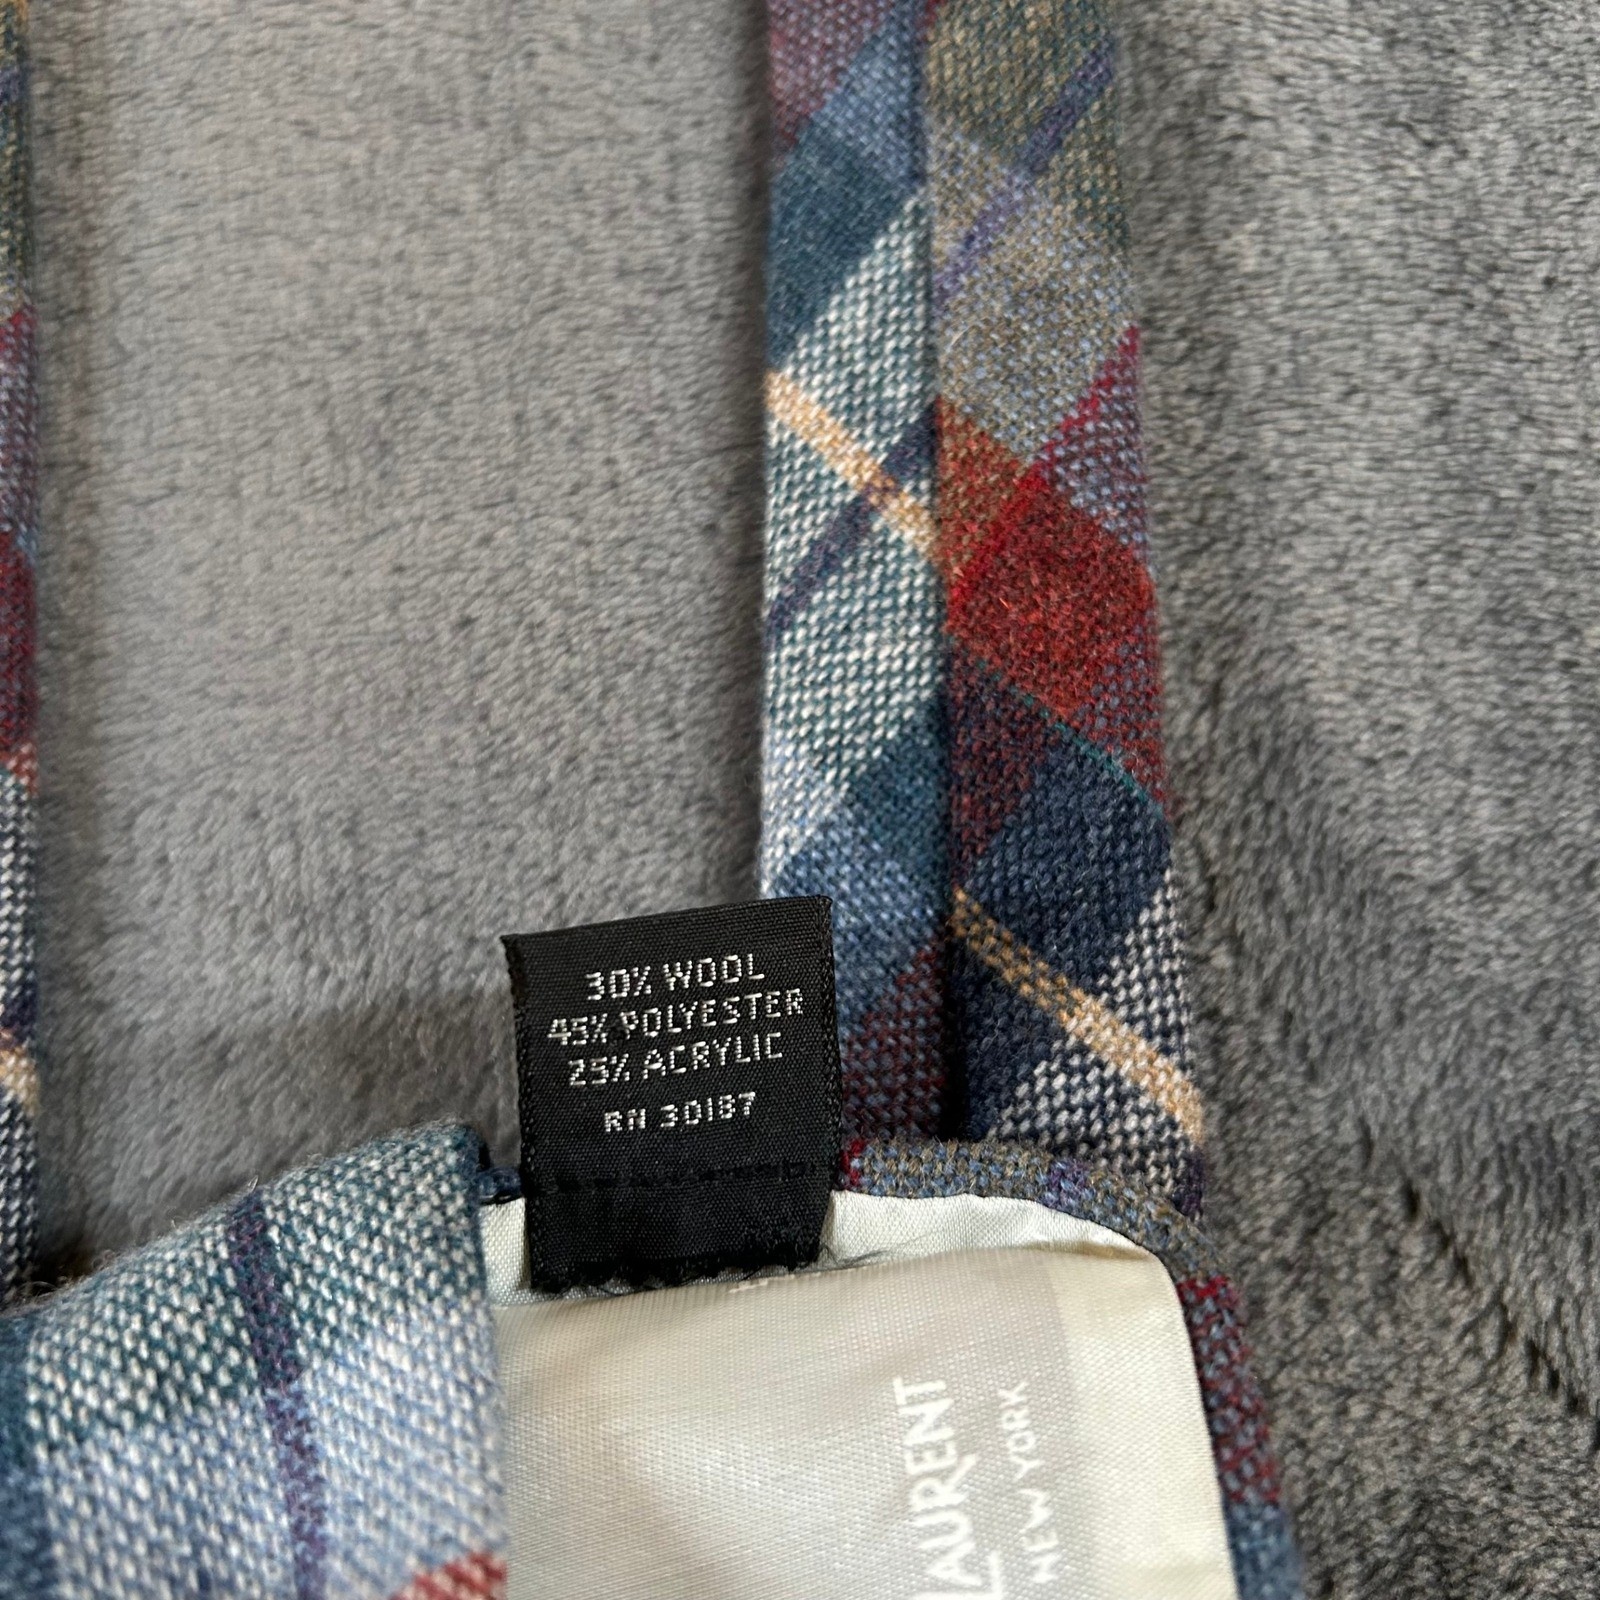 30% WOOL
45% POLYESTER
25% ACRYLIC
RN 30187
LAURENT
NEW YORK